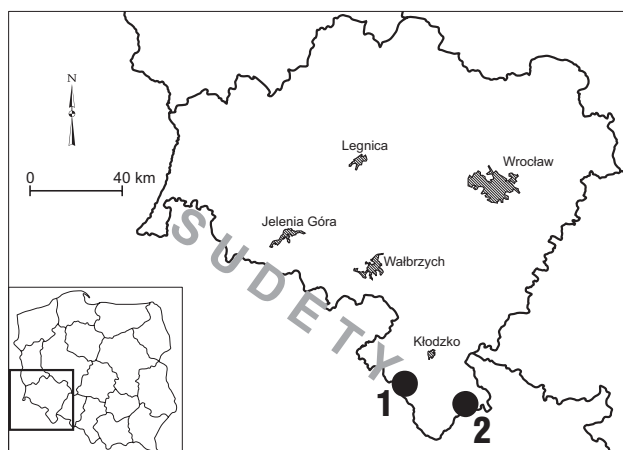 N
0 40 km
Legnica
Wrocław
Jelenia Góra
SUDETY
Wałbrzych
Kłodzko
1
2